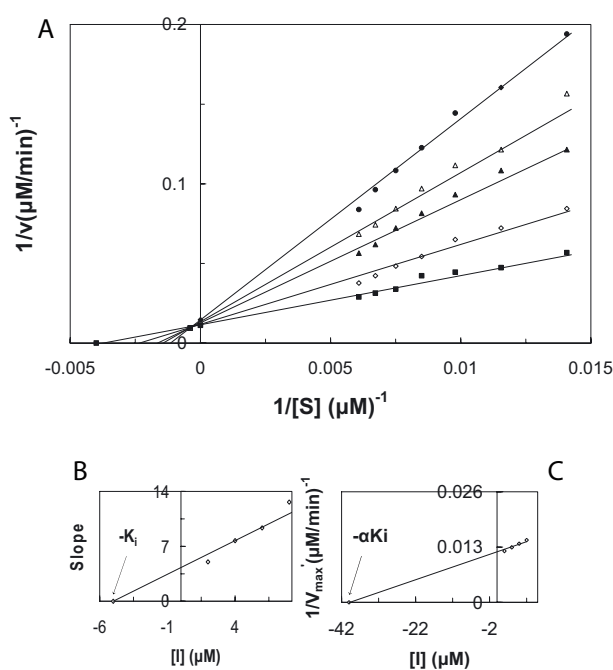 A
0.2
0.1
0
1/v(μM/min)⁻¹
-0.005 0 0.005 0.01 0.015
1/[S] (μM)⁻¹
B
14
7
0
Slope
-Kᵢ
-6 -1 4
[I] (μM)
C
0.026
0.013
0
1/Vmax'(μM/min)⁻¹
-αKi
-42 -22 -2
[I] (μM)